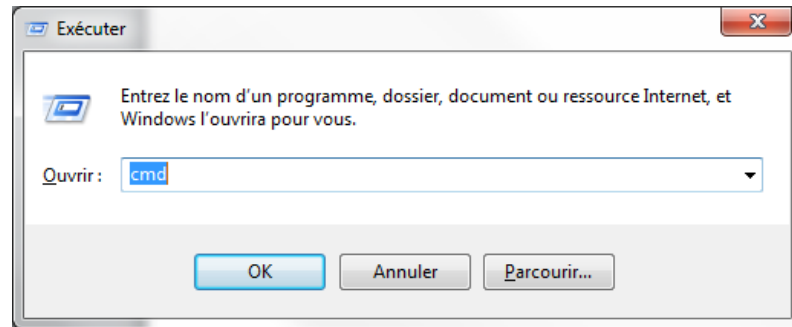 Exécuter
Entrez le nom d'un programme, dossier, document ou ressource Internet, et
Windows l'ouvrira pour vous.
Ouvrir : cmd
OK Annuler Parcourir...